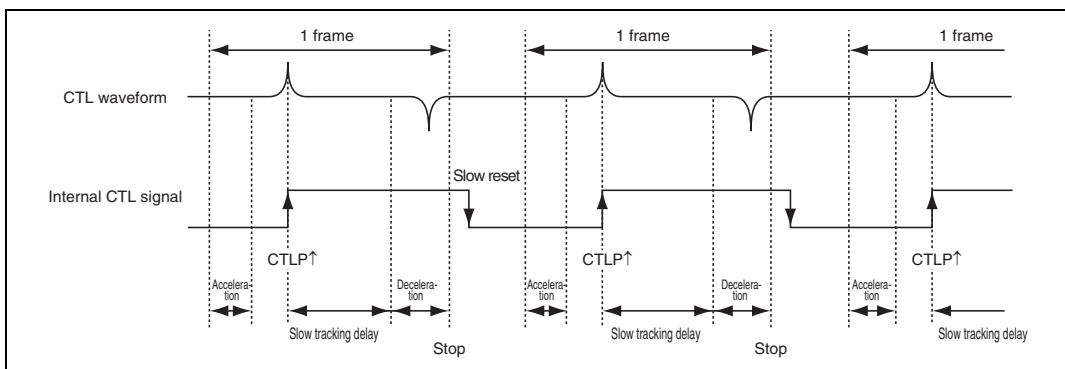 1 frame 1 frame 1 frame
CTL waveform
Slow reset
Internal CTL signal
CTLP↑ CTLP↑ CTLP↑
Accelera-
tion
Decelera-
tion
Accelera-
tion
Decelera-
tion
Accelera-
tion
Slow tracking delay Slow tracking delay Slow tracking delay
Stop Stop